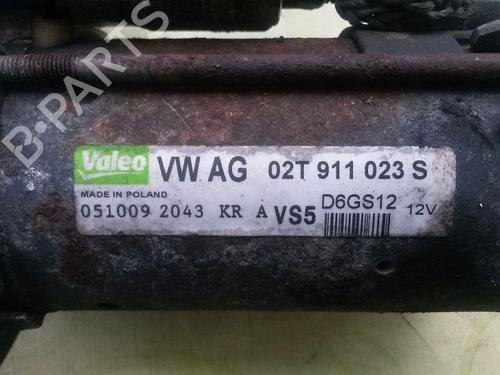 B-PARTS
Valeo VW AG 02T 911 023 S
MADE IN POLAND
051009 2043 KR A VS5 D6GS12 12V